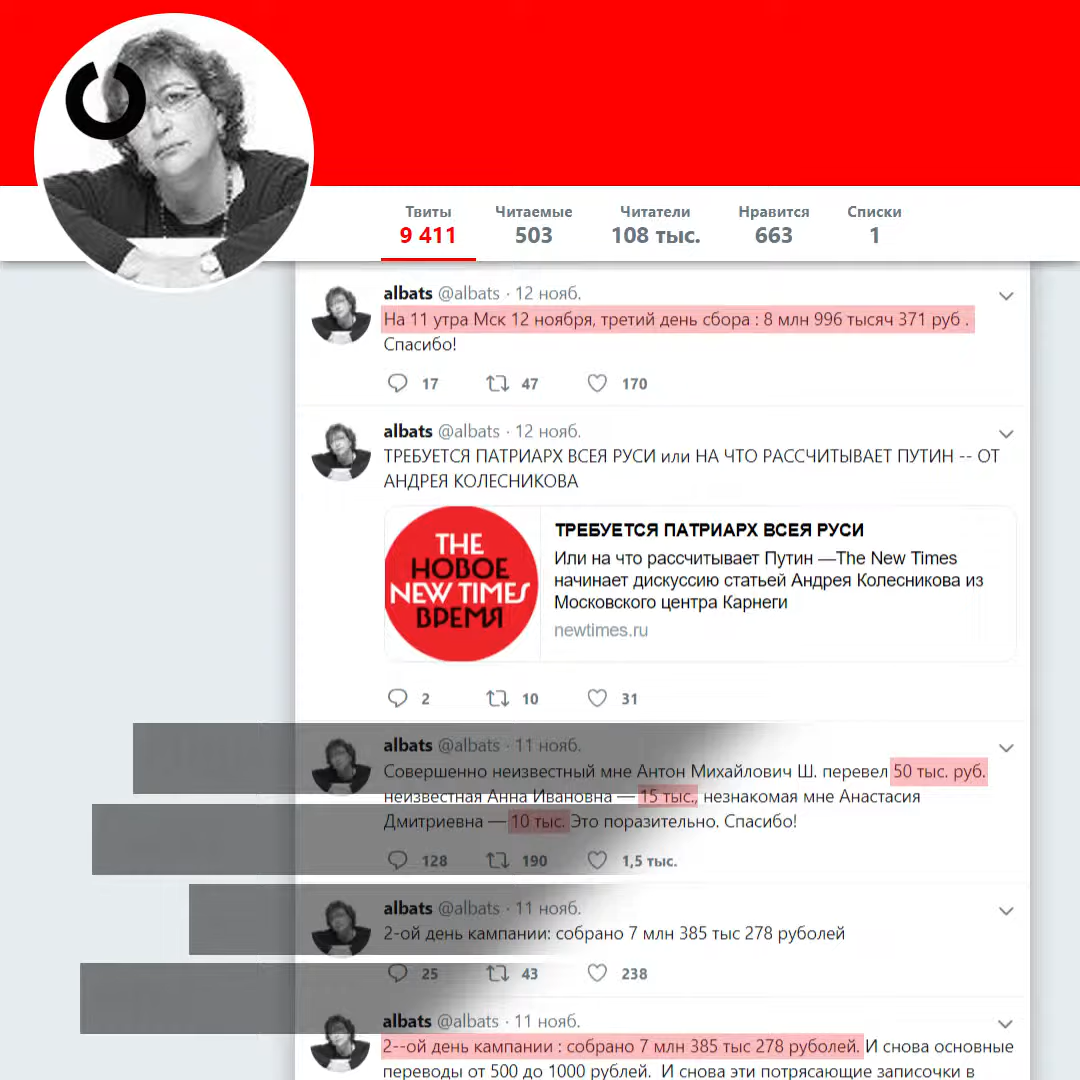 Твиты Читаемые Читатели Нравится Списки
9 411 503 108 тыс. 663 1
albats @albats · 12 нояб.
На 11 утра Мск 12 ноября, третий день сбора : 8 млн 996 тысяч 371 руб .
Спасибо!
17 47 170
albats @albats · 12 нояб.
ТРЕБУЕТСЯ ПАТРИАРХ ВСЕЯ РУСИ или НА ЧТО РАССЧИТЫВАЕТ ПУТИН -- ОТ
АНДРЕЯ КОЛЕСНИКОВА
THE
НОВОЕ
NEW TIMES
ВРЕМЯ
ТРЕБУЕТСЯ ПАТРИАРХ ВСЕЯ РУСИ
Или на что рассчитывает Путин —The New Times
начинает дискуссию статьей Андрея Колесникова из
Московского центра Карнеги
newtimes.ru
2 10 31
albats @albats · 11 нояб.
Совершенно неизвестный мне Антон Михайлович Ш. перевел 50 тыс. руб.
неизвестная Анна Ивановна — 15 тыс., незнакомая мне Анастасия
Дмитриевна — 10 тыс. Это поразительно. Спасибо!
128 190 1,5 тыс.
albats @albats · 11 нояб.
2-ой день кампании: собрано 7 млн 385 тыс 278 руболей
25 43 238
albats @albats · 11 нояб.
2--ой день кампании : собрано 7 млн 385 тыс 278 руболей. И снова основные
переводы от 500 до 1000 рублей. И снова эти потрясающие записочки в